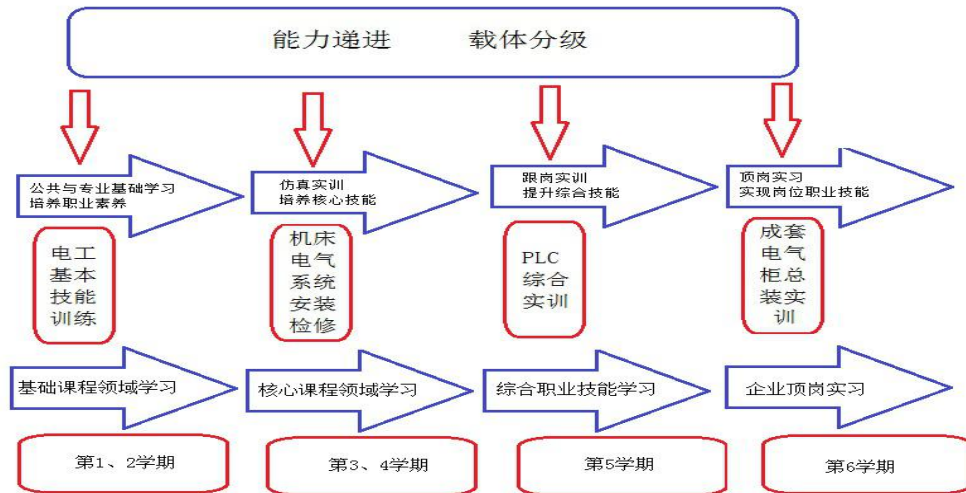 能力递进 载体分级
公共与专业基础学习
培养职业素养
仿真实训
培养核心技能
跟岗实训
提升综合技能
顶岗实习
实现岗位职业技能
电工
基本
技能
训练
机床
电气
系统
安装
检修
PLC
综合
实训
成套
电气
柜总
装实
训
基础课程领域学习
核心课程领域学习
综合职业技能学习
企业顶岗实习
第1、2学期
第3、4学期
第5学期
第6学期